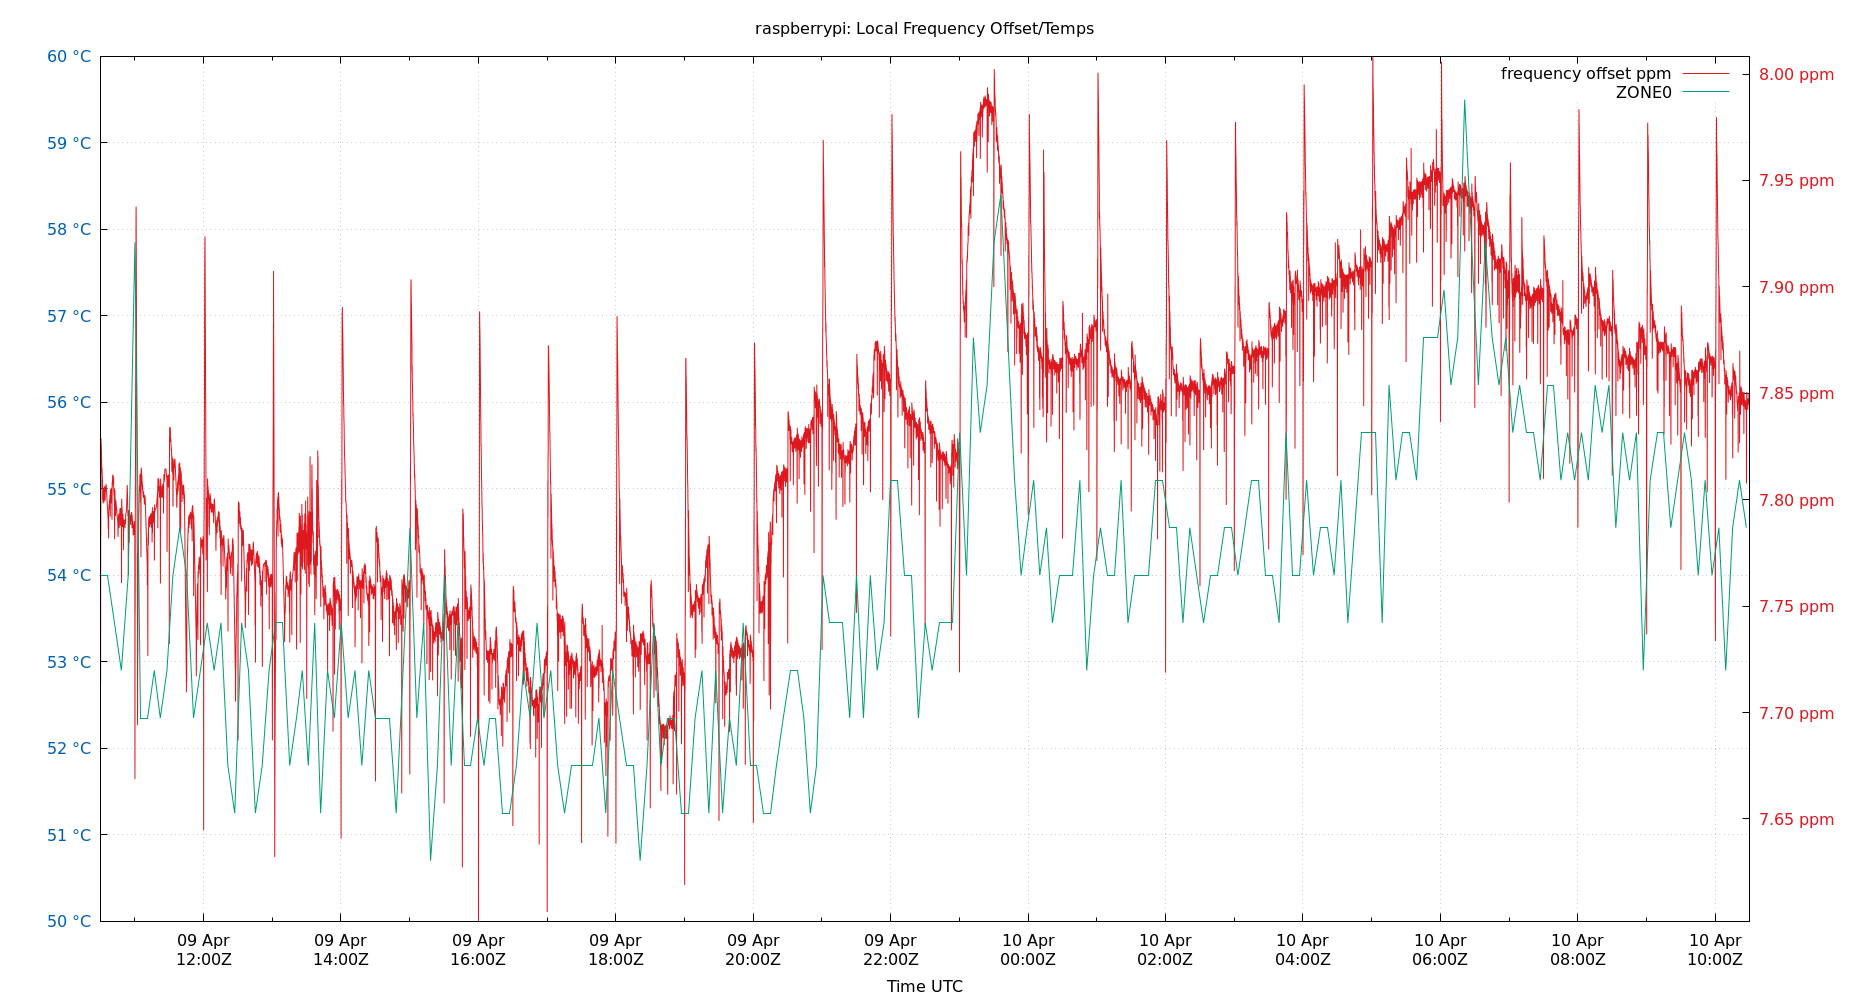 raspberrypi: Local Frequency Offset/Temps
frequency offset ppm
ZONE0
60 °C
59 °C
58 °C
57 °C
56 °C
55 °C
54 °C
53 °C
52 °C
51 °C
50 °C
8.00 ppm
7.95 ppm
7.90 ppm
7.85 ppm
7.80 ppm
7.75 ppm
7.70 ppm
7.65 ppm
09 Apr
12:00Z
09 Apr
14:00Z
09 Apr
16:00Z
09 Apr
18:00Z
09 Apr
20:00Z
09 Apr
22:00Z
10 Apr
00:00Z
10 Apr
02:00Z
10 Apr
04:00Z
10 Apr
06:00Z
10 Apr
08:00Z
10 Apr
10:00Z
Time UTC